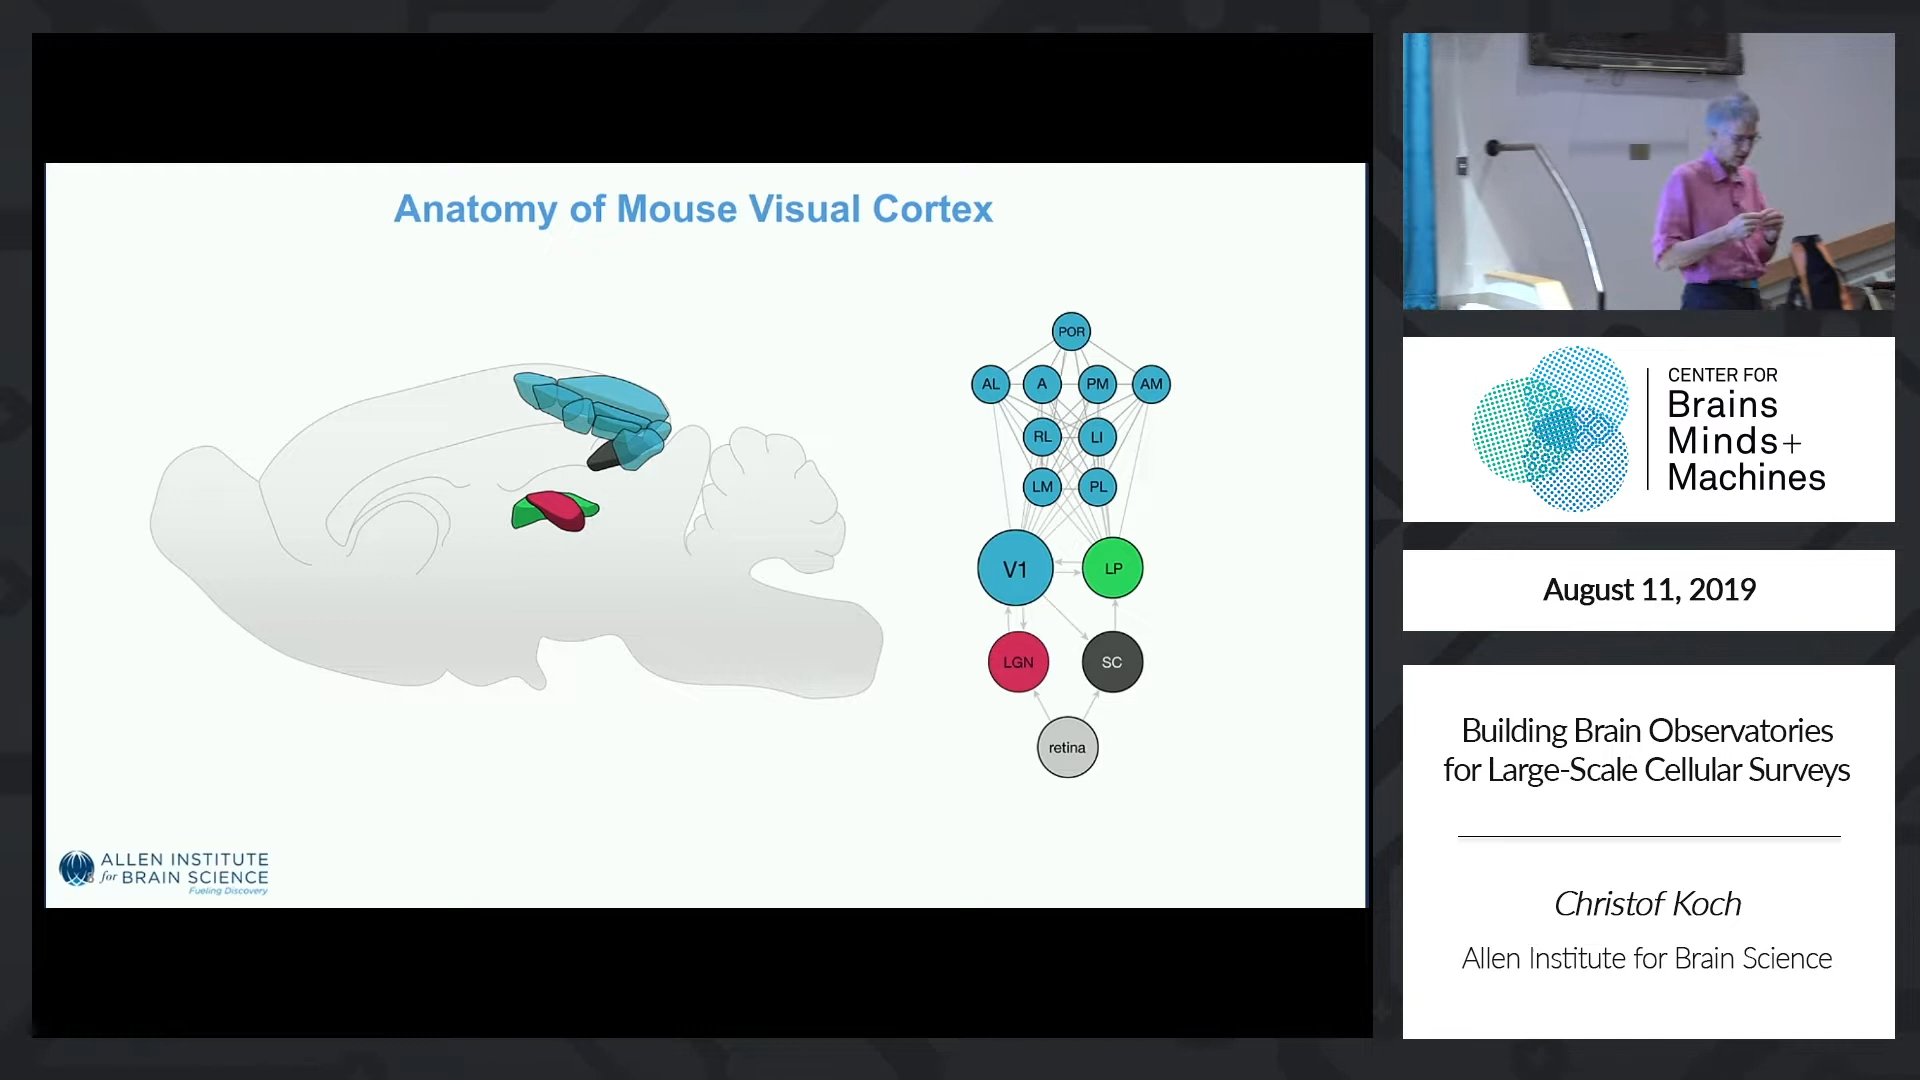 Anatomy of Mouse Visual Cortex
POR
AL A PM AM
RL LI
LM PL
V1 LP
LGN SC
retina
8
ALLEN INSTITUTE
for BRAIN SCIENCE
Fueling Discovery
CENTER FOR
Brains
Minds+
Machines
August 11, 2019
Building Brain Observatories
for Large-Scale Cellular Surveys
Christof Koch
Allen Institute for Brain Science